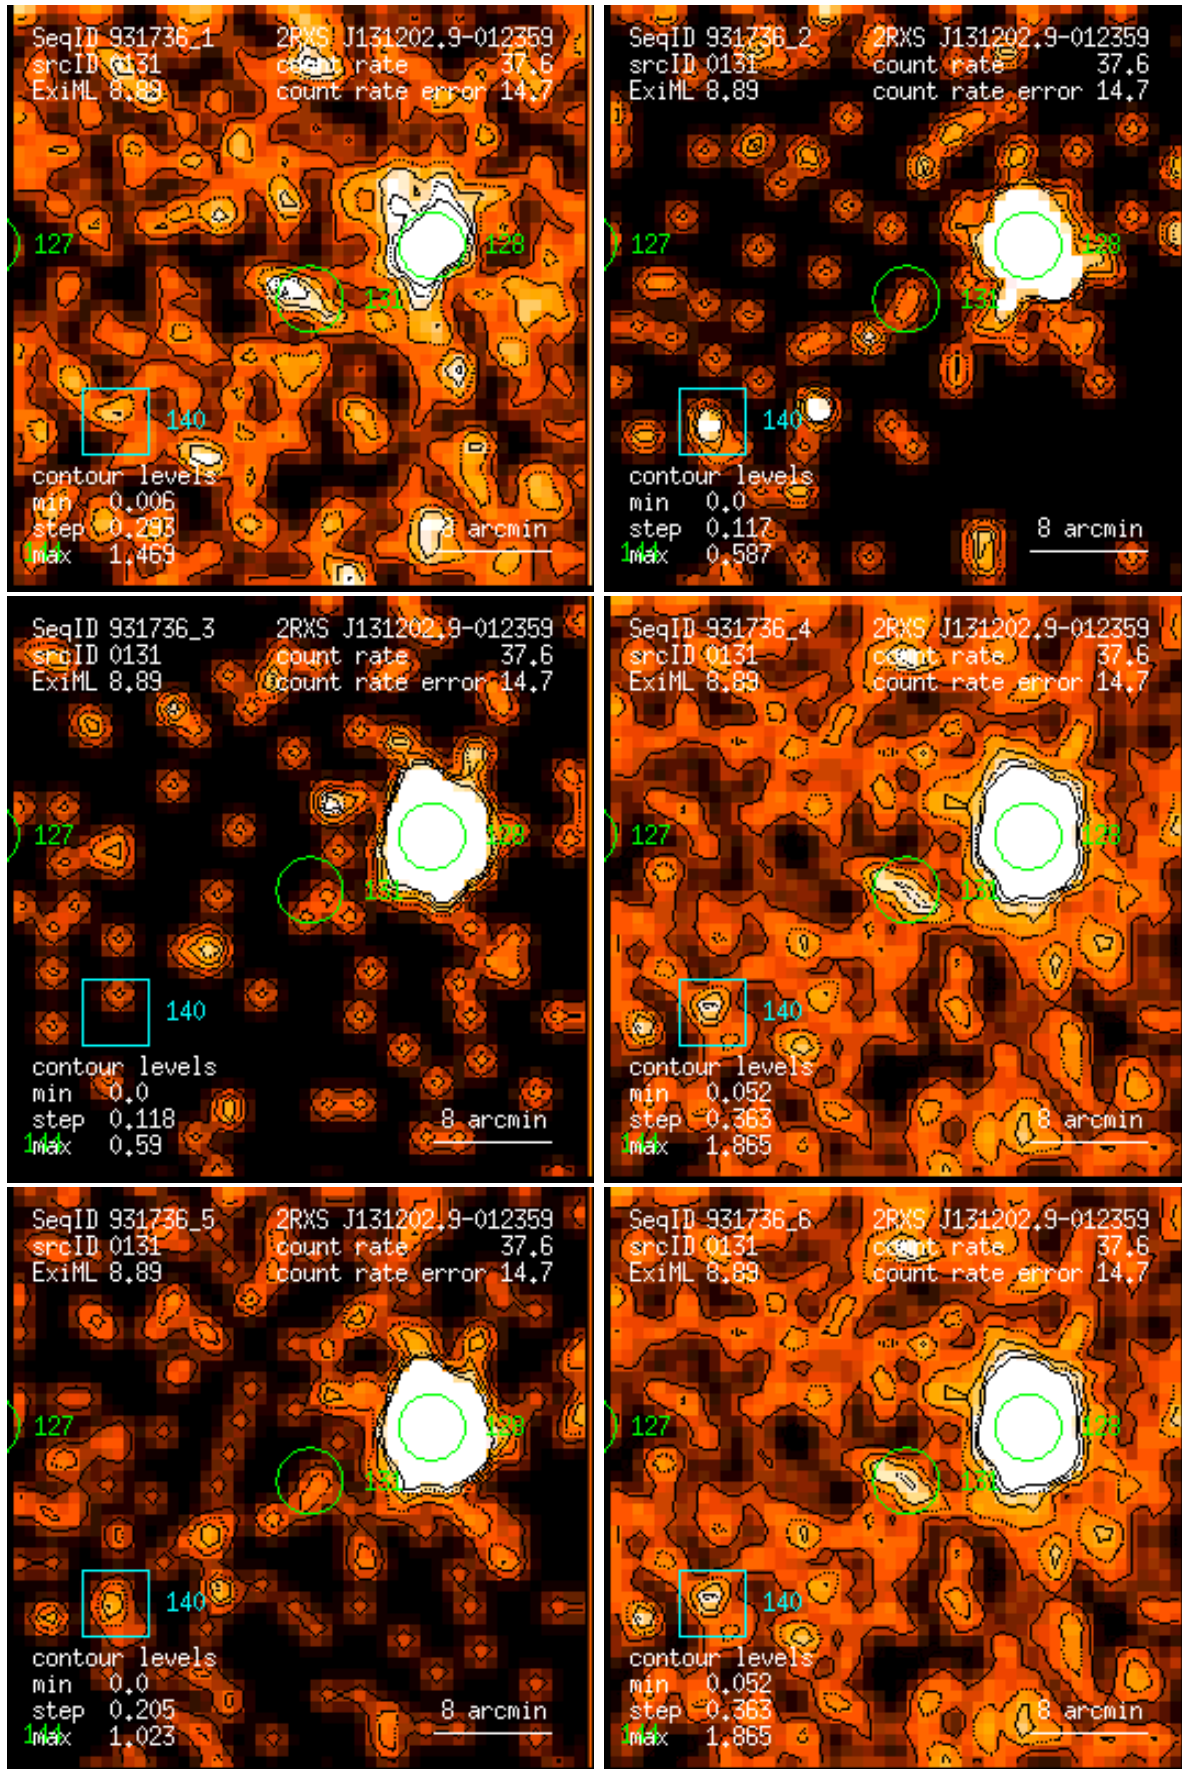 SeqID 931736_1 2RXS J131202.9-012359
srcID 0131 count rate 37.6
ExiML 8.89 count rate error 14.7
127
128
131
140
contour levels
min 0.006
step 0.293
8 arcmin
144
max 1.469
SeqID 931736_2 2RXS J131202.9-012359
srcID 0131 count rate 37.6
ExiML 8.89 count rate error 14.7
127
128
131
140
contour levels
min 0.0
step 0.117
8 arcmin
144
max 0.587
SeqID 931736_3 2RXS J131202.9-012359
srcID 0131 count rate 37.6
ExiML 8.89 count rate error 14.7
127
128
131
140
contour levels
min 0.0
step 0.118
8 arcmin
144
max 0.59
SeqID 931736_4 2RXS J131202.9-012359
srcID 0131 count rate 37.6
ExiML 8.89 count rate error 14.7
127
128
131
140
contour levels
min 0.052
step 0.363
8 arcmin
144
max 1.865
SeqID 931736_5 2RXS J131202.9-012359
srcID 0131 count rate 37.6
ExiML 8.89 count rate error 14.7
127
128
131
140
contour levels
min 0.0
step 0.205
8 arcmin
144
max 1.023
SeqID 931736_6 2RXS J131202.9-012359
srcID 0131 count rate 37.6
ExiML 8.89 count rate error 14.7
127
128
131
140
contour levels
min 0.052
step 0.363
8 arcmin
144
max 1.865